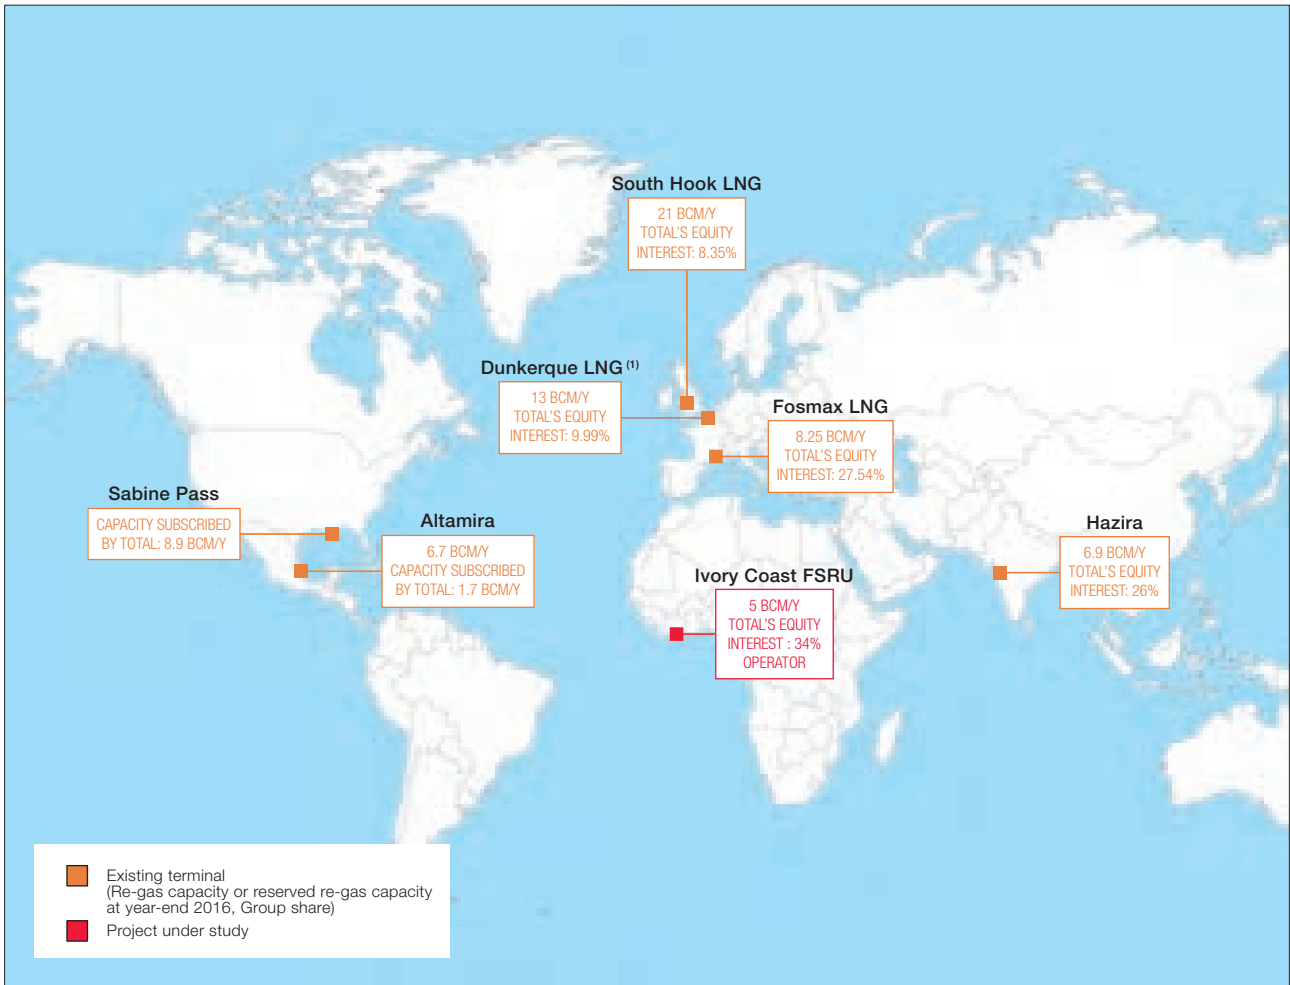 South Hook LNG
21 BCM/Y
TOTAL'S EQUITY
INTEREST: 8.35%
Dunkerque LNG (1)
13 BCM/Y
TOTAL'S EQUITY
INTEREST: 9.99%
Fosmax LNG
8.25 BCM/Y
TOTAL'S EQUITY
INTEREST: 27.54%
Sabine Pass
CAPACITY SUBSCRIBED
BY TOTAL: 8.9 BCM/Y
Altamira
6.7 BCM/Y
CAPACITY SUBSCRIBED
BY TOTAL: 1.7 BCM/Y
Hazira
6.9 BCM/Y
TOTAL'S EQUITY
INTEREST: 26%
Ivory Coast FSRU
5 BCM/Y
TOTAL'S EQUITY
INTEREST : 34%
OPERATOR
Existing terminal
(Re-gas capacity or reserved re-gas capacity
at year-end 2016, Group share)
Project under study